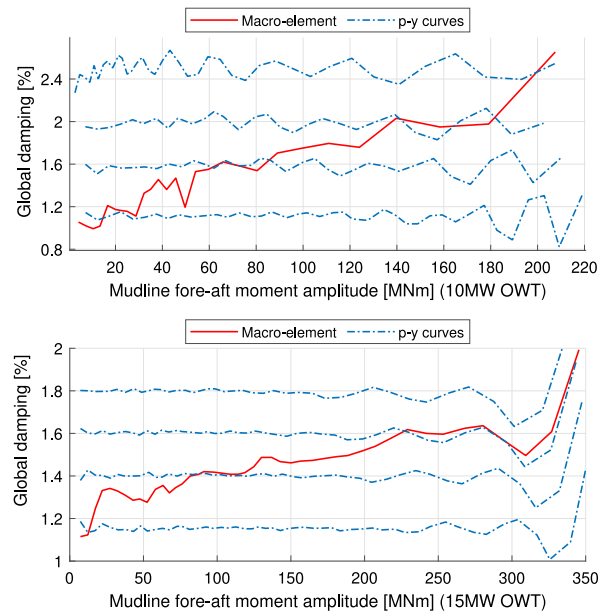 Macro-element p-y curves
Global damping [%]
2.4
2
1.6
1.2
0.8
20 40 60 80 100 120 140 160 180 200 220
Mudline fore-aft moment amplitude [MNm] (10MW OWT)
Macro-element p-y curves
Global damping [%]
2
1.8
1.6
1.4
1.2
1
0 50 100 150 200 250 300 350
Mudline fore-aft moment amplitude [MNm] (15MW OWT)